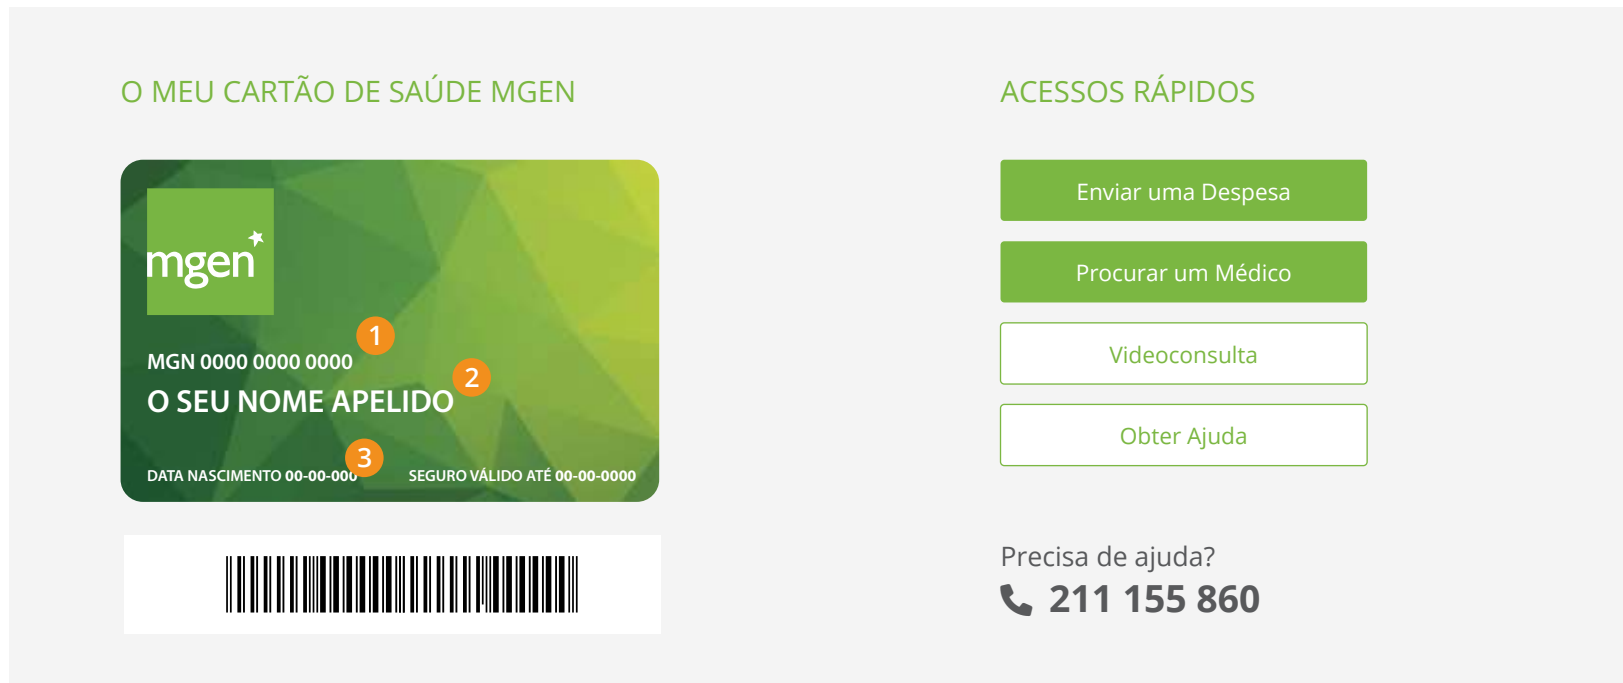 O MEU CARTÃO DE SAÚDE MGEN
mgen
1
MGN 0000 0000 0000
2
O SEU NOME APELIDO
3
DATA NASCIMENTO 00-00-000
SEGURO VÁLIDO ATÉ 00-00-0000
ACESSOS RÁPIDOS
Enviar uma Despesa
Procurar um Médico
Videoconsulta
Obter Ajuda
Precisa de ajuda?
211 155 860